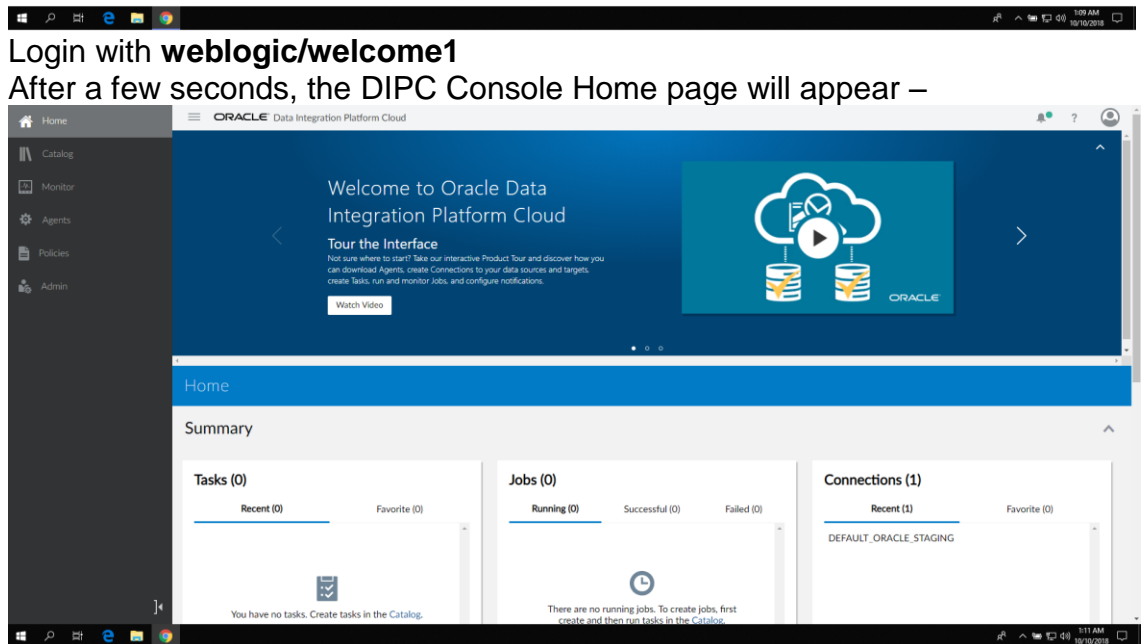 1:09 AM
10/10/2018
Login with weblogic/welcome1
After a few seconds, the DIPC Console Home page will appear –
Home
ORACLE Data Integration Platform Cloud
?
Catalog
Monitor
Agents
Policies
Admin
Welcome to Oracle Data
Integration Platform Cloud
Tour the Interface
Not sure where to start? Take our interactive Product Tour and discover how you
can download Agents, create Connections to your data sources and targets,
create Tasks, run and monitor Jobs, and configure notifications.
Watch Video
ORACLE
Home
Summary
Tasks (0)
Recent (0) Favorite (0)
You have no tasks. Create tasks in the Catalog.
Jobs (0)
Running (0) Successful (0) Failed (0)
There are no running jobs. To create jobs, first
create and then run tasks in the Catalog.
Connections (1)
Recent (1) Favorite (0)
DEFAULT_ORACLE_STAGING
1:11 AM
10/10/2018